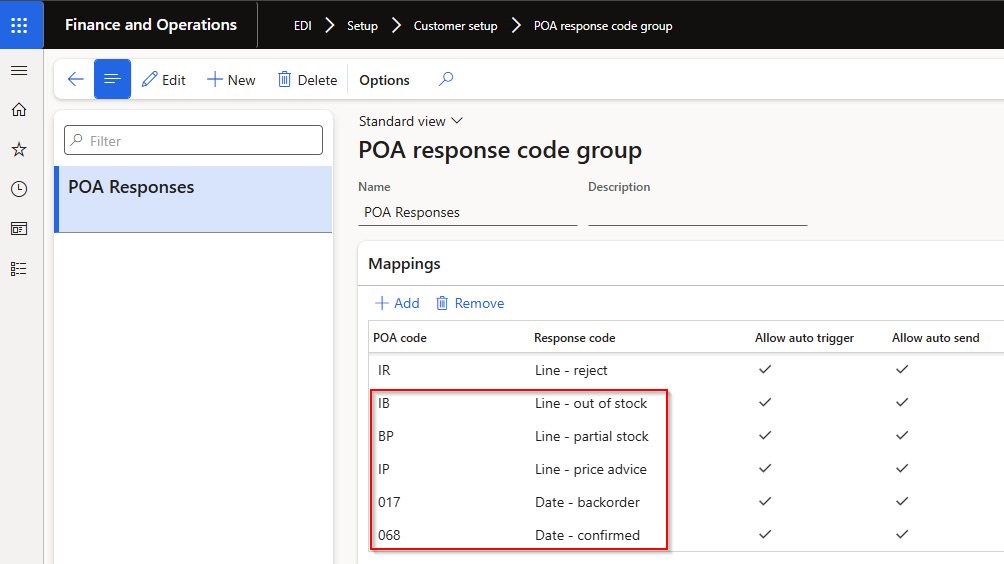 Finance and Operations
EDI Setup Customer setup POA response code group
Edit New Delete Options
Filter
POA Responses
Standard view
POA response code group
Name Description
POA Responses
Mappings
Add Remove
POA code Response code Allow auto trigger Allow auto send
IR Line - reject
IB Line - out of stock
BP Line - partial stock
IP Line - price advice
017 Date - backorder
068 Date - confirmed